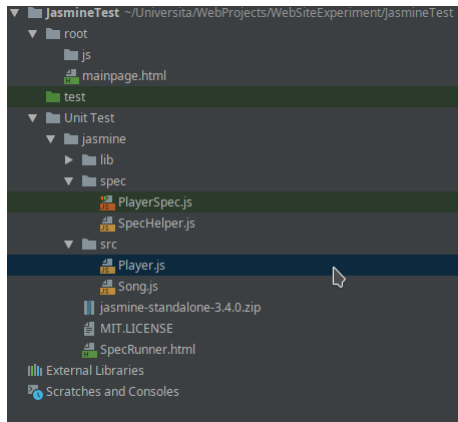 JasmineTest ~/Universita/WebProjects/WebSiteExperiment/JasmineTest
root
js
mainpage.html
test
Unit Test
jasmine
lib
spec
PlayerSpec.js
SpecHelper.js
src
Player.js
Song.js
jasmine-standalone-3.4.0.zip
MIT.LICENSE
SpecRunner.html
External Libraries
Scratches and Consoles